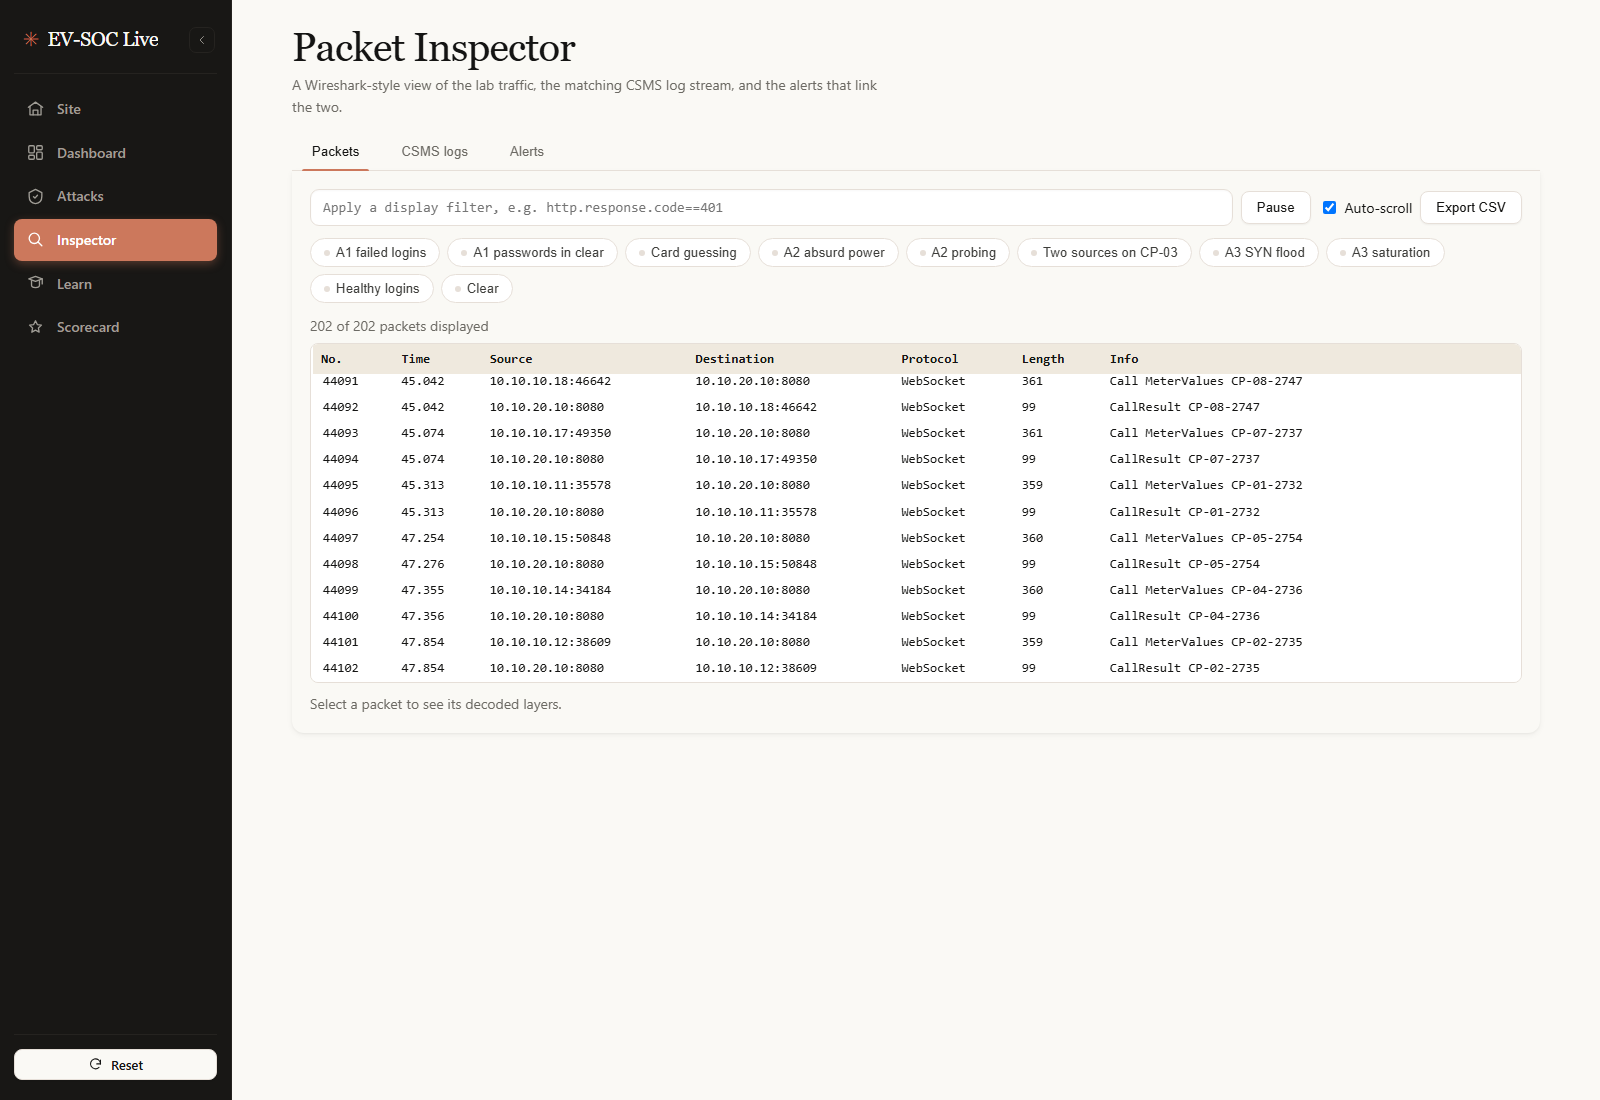 EV-SOC Live
Site
Dashboard
Attacks
Inspector
Learn
Scorecard
Reset
Packet Inspector
A Wireshark-style view of the lab traffic, the matching CSMS log stream, and the alerts that link
the two.
Packets CSMS logs Alerts
Apply a display filter, e.g. http.response.code==401 Pause Auto-scroll Export CSV
A1 failed logins A1 passwords in clear Card guessing A2 absurd power A2 probing Two sources on CP-03 A3 SYN flood A3 saturation
Healthy logins Clear
202 of 202 packets displayed
No. Time Source Destination Protocol Length Info
44091 45.042 10.10.10.18:46642 10.10.20.10:8080 WebSocket 361 Call MeterValues CP-08-2747
44092 45.042 10.10.20.10:8080 10.10.10.18:46642 WebSocket 99 CallResult CP-08-2747
44093 45.074 10.10.10.17:49350 10.10.20.10:8080 WebSocket 361 Call MeterValues CP-07-2737
44094 45.074 10.10.20.10:8080 10.10.10.17:49350 WebSocket 99 CallResult CP-07-2737
44095 45.313 10.10.10.11:35578 10.10.20.10:8080 WebSocket 359 Call MeterValues CP-01-2732
44096 45.313 10.10.20.10:8080 10.10.10.11:35578 WebSocket 99 CallResult CP-01-2732
44097 47.254 10.10.10.15:50848 10.10.20.10:8080 WebSocket 360 Call MeterValues CP-05-2754
44098 47.276 10.10.20.10:8080 10.10.10.15:50848 WebSocket 99 CallResult CP-05-2754
44099 47.355 10.10.10.14:34184 10.10.20.10:8080 WebSocket 360 Call MeterValues CP-04-2736
44100 47.356 10.10.20.10:8080 10.10.10.14:34184 WebSocket 99 CallResult CP-04-2736
44101 47.854 10.10.10.12:38609 10.10.20.10:8080 WebSocket 359 Call MeterValues CP-02-2735
44102 47.854 10.10.20.10:8080 10.10.10.12:38609 WebSocket 99 CallResult CP-02-2735
Select a packet to see its decoded layers.